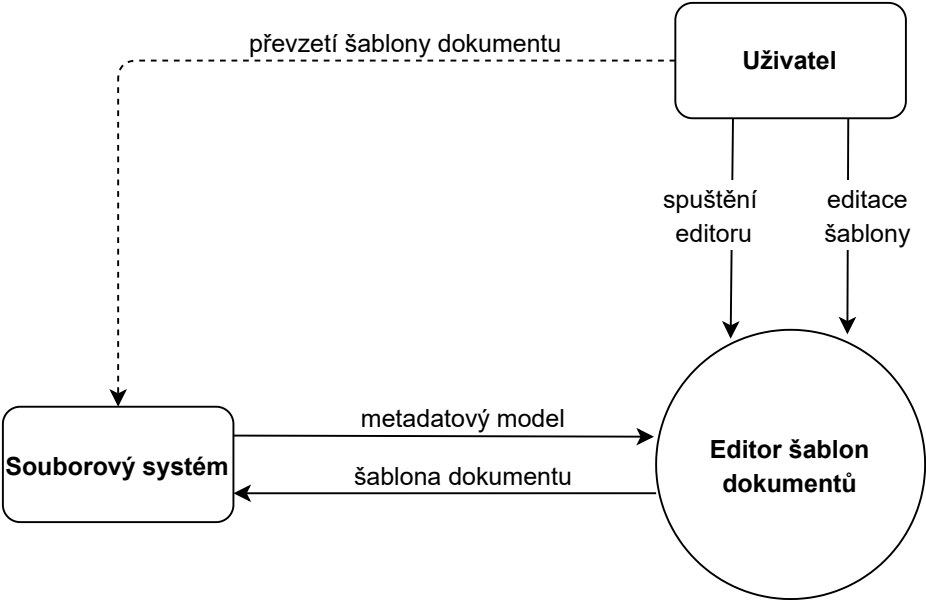 převzetí šablony dokumentu
Uživatel
spuštění
editoru
editace
šablony
metadatový model
Souborový systém
šablona dokumentu
Editor šablon
dokumentů